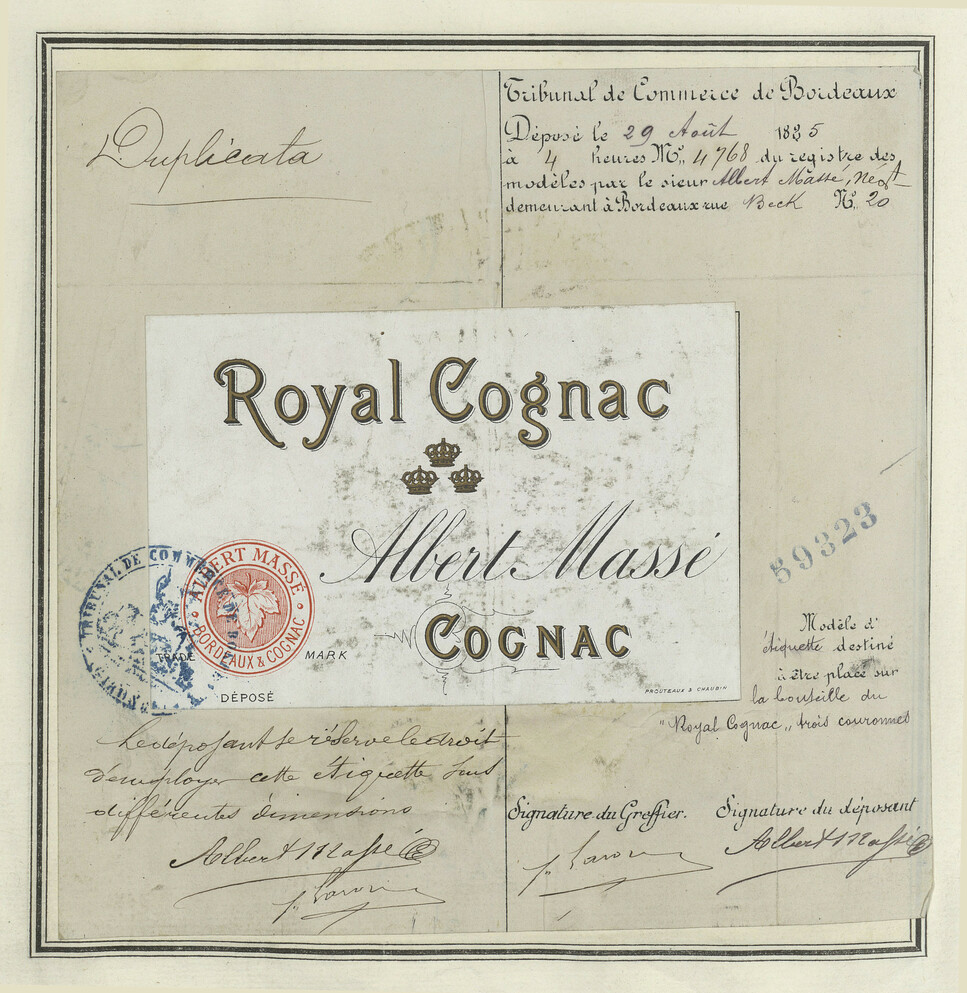 Duplicata
Tribunal de Commerce de Bordeaux
Déposé le 29 Août 1885
à 4 heures Nº 4768 du registre des
modèles par le sieur Albert Massé, Négt
demeurant à Bordeaux rue Beck Nº 20
Royal Cognac
Albert Massé
COGNAC
ALBERT MASSÉ
BORDEAUX & COGNAC
TRADE MARK
DÉPOSÉ
PROUTEAUX & CHAUBIN
TRIBUNAL DE COMMERCE
89323
Modèle d'
étiquette destiné
à être placé sur
la bouteille du
"Royal Cognac,, trois couronnes
Le déposant se réserve le droit
d'employer cette étiquette sous
différentes dimensions
Albert Massé
Signature du Greffier.
Signature du déposant
Albert Massé